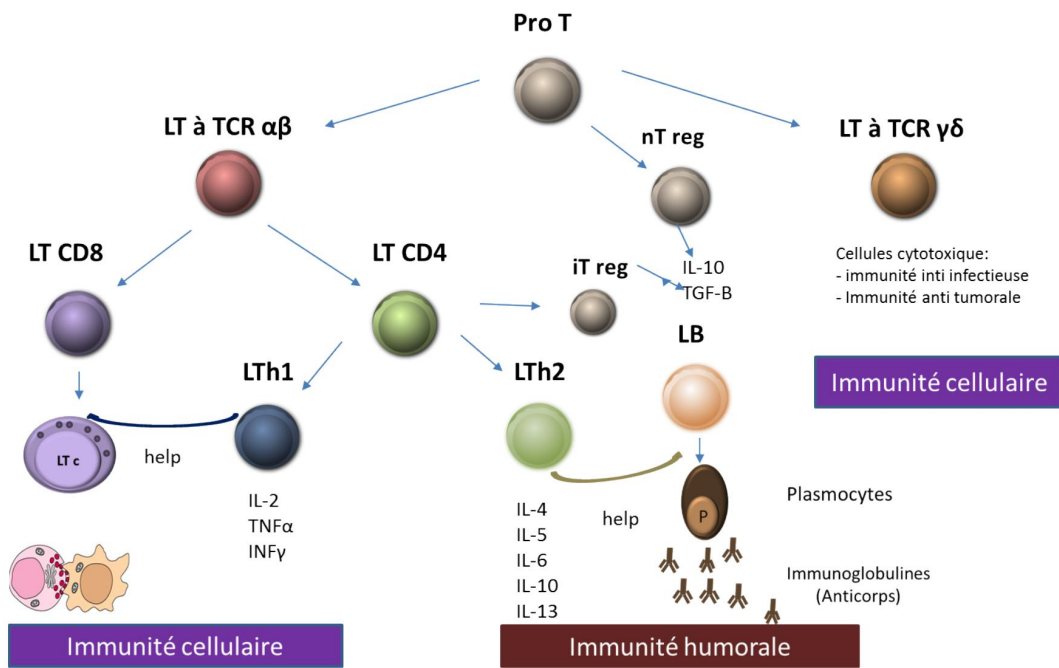 Pro T
LT à TCR αβ
nT reg
LT à TCR γδ
LT CD8
LT CD4
iT reg
IL-10
TGF-B
Cellules cytotoxique:
- immunité inti infectieuse
- Immunité anti tumorale
LTh1
LTh2
LB
Immunité cellulaire
LT c
help
IL-2
TNFα
INFγ
IL-4
IL-5
IL-6
IL-10
IL-13
help
P
Plasmocytes
Immunoglobulines
(Anticorps)
Immunité cellulaire
Immunité humorale